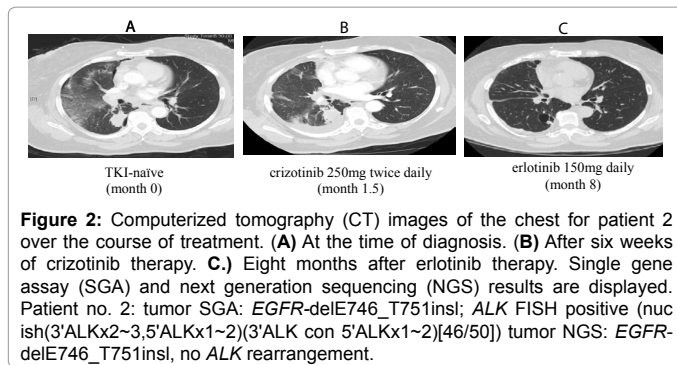 A
B
C
TKI-naïve
(month 0)
crizotinib 250mg twice daily
(month 1.5)
erlotinib 150mg daily
(month 8)
Figure 2: Computerized tomography (CT) images of the chest for patient 2
over the course of treatment. (A) At the time of diagnosis. (B) After six weeks
of crizotinib therapy. C.) Eight months after erlotinib therapy. Single gene
assay (SGA) and next generation sequencing (NGS) results are displayed.
Patient no. 2: tumor SGA: EGFR-delE746_T751insl; ALK FISH positive (nuc
ish(3'ALKx2~3,5'ALKx1~2)(3'ALK con 5'ALKx1~2)[46/50]) tumor NGS: EGFR-
delE746_T751insl, no ALK rearrangement.